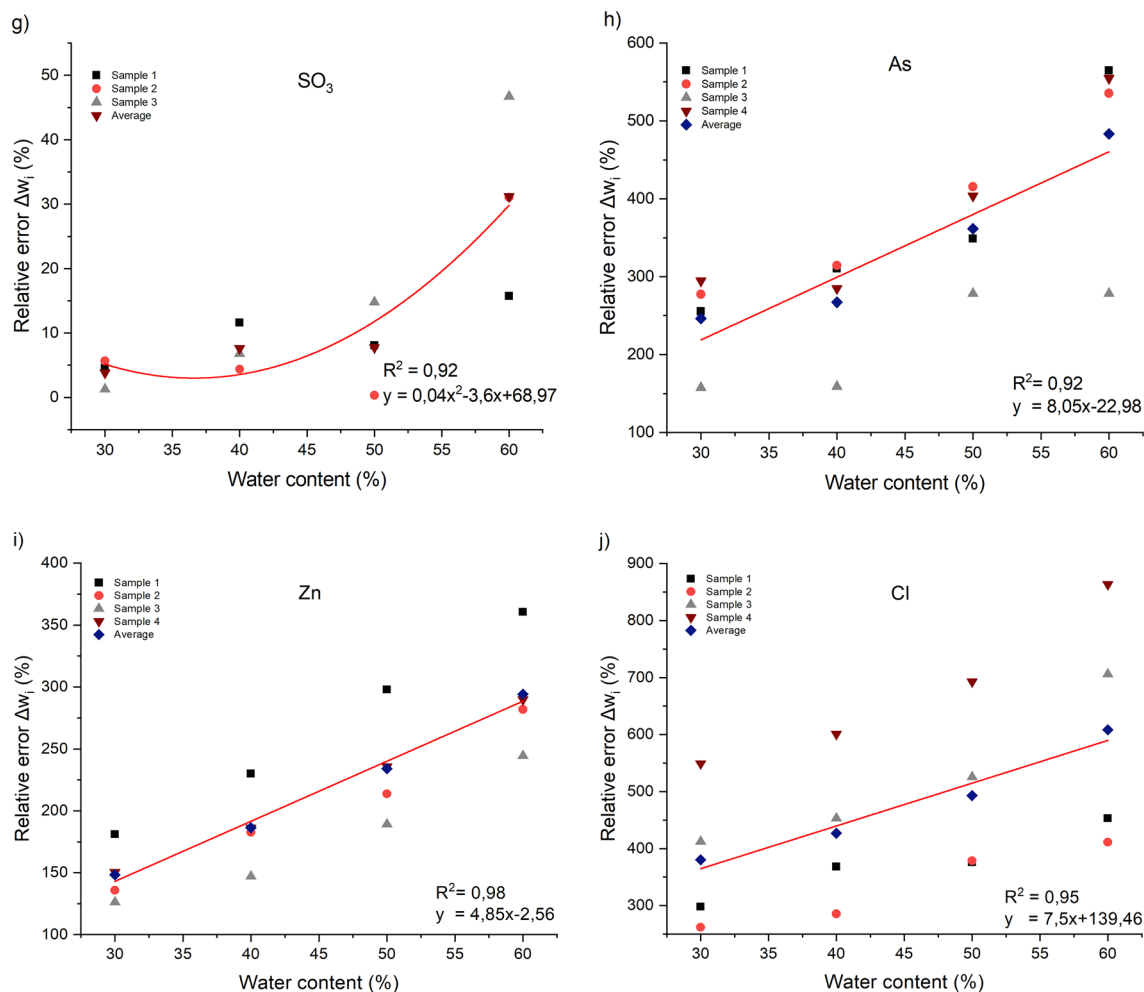 g)
SO3
Sample 1
Sample 2
Sample 3
Average
Relative error Δwi (%)
50
40
30
20
10
0
R2 = 0,92
y = 0,04x2-3,6x+68,97
30 35 40 45 50 55 60
Water content (%)
h)
As
Sample 1
Sample 2
Sample 3
Sample 4
Average
Relative error Δwi (%)
600
500
400
300
200
100
R2 = 0,92
y = 8,05x-22,98
30 35 40 45 50 55 60
Water content (%)
i)
Zn
Sample 1
Sample 2
Sample 3
Sample 4
Average
Relative error Δwi (%)
400
350
300
250
200
150
100
R2 = 0,98
y = 4,85x-2,56
30 35 40 45 50 55 60
Water content (%)
j)
Cl
Sample 1
Sample 2
Sample 3
Sample 4
Average
Relative error Δwi (%)
900
800
700
600
500
400
300
R2 = 0,95
y = 7,5x+139,46
30 35 40 45 50 55 60
Water content (%)